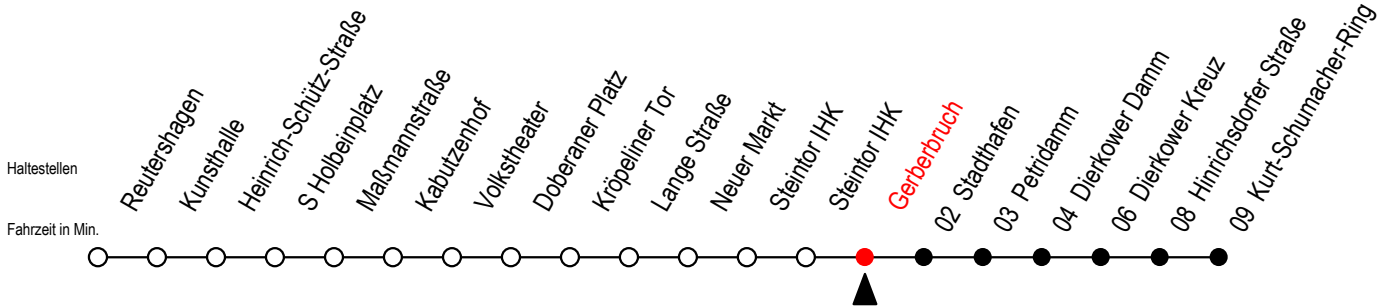 Haltestellen
Reutershagen
Kunsthalle
Heinrich-Schütz-Straße
S Holbeinplatz
Maßmannstraße
Kabutzenhof
Volkstheater
Doberaner Platz
Kröpeliner Tor
Lange Straße
Neuer Markt
Steintor IHK
Steintor IHK
Gerberbruch
02 Stadthafen
03 Petridamm
04 Dierkower Damm
06 Dierkower Kreuz
08 Hinrichsdorfer Straße
09 Kurt-Schumacher-Ring
Fahrzeit in Min.